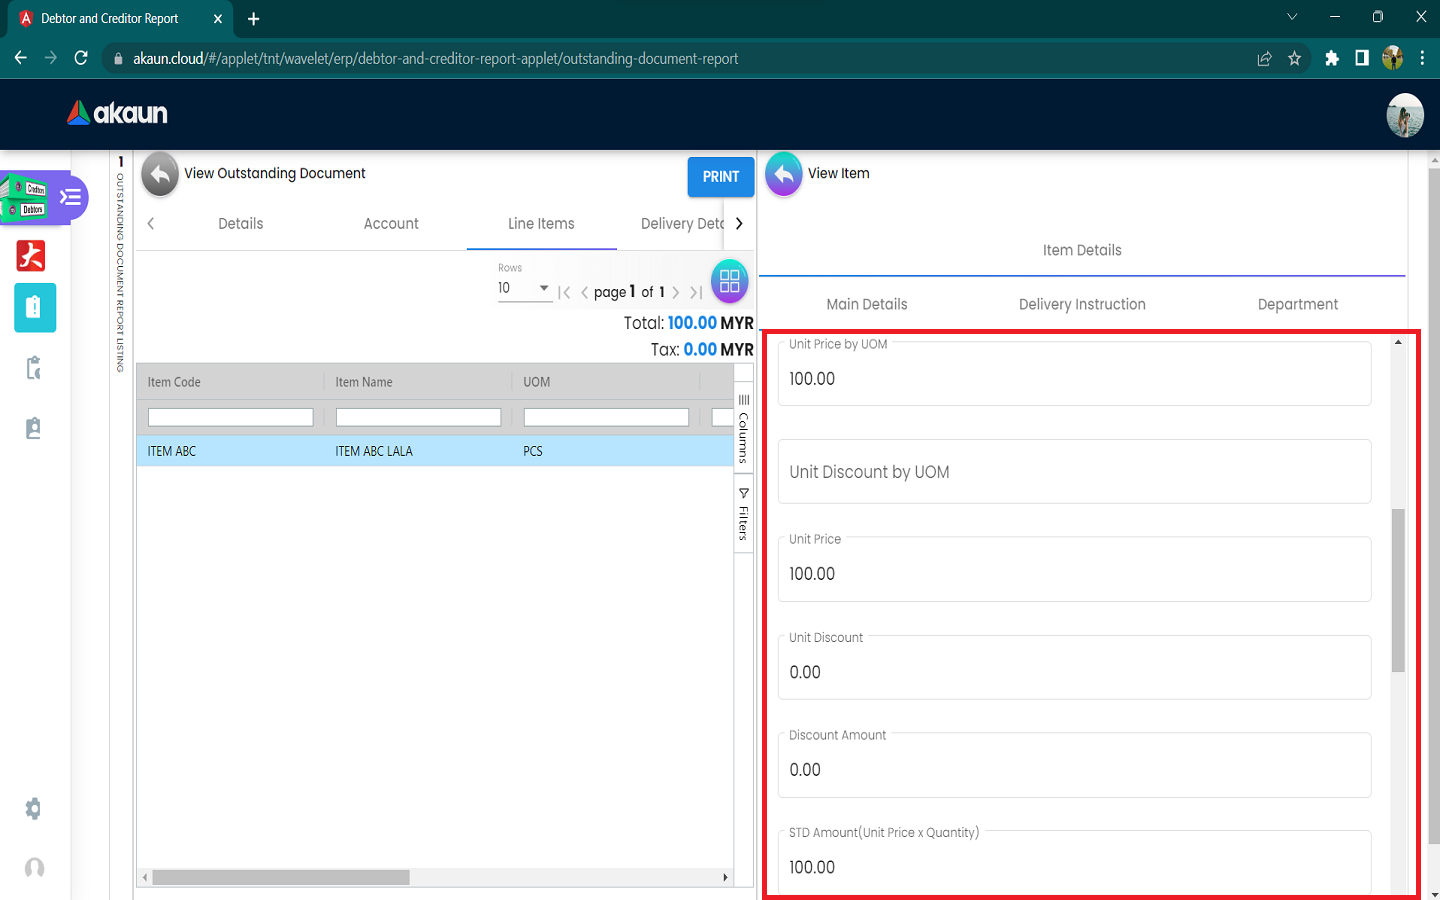 Debtor and Creditor Report
akaun.cloud/#/applet/tnt/wavelet/erp/debtor-and-creditor-report-applet/outstanding-document-report
akaun
Creditors
Debtors
1 OUTSTANDING DOCUMENT REPORT LISTING
View Outstanding Document
PRINT
Details
Account
Line Items
Delivery Deta
Rows
10
page 1 of 1
Total: 100.00 MYR
Tax: 0.00 MYR
Item Code
Item Name
UOM
ITEM ABC
ITEM ABC LALA
PCS
Columns
Filters
View Item
Item Details
Main Details
Delivery Instruction
Department
Unit Price by UOM
100.00
Unit Discount by UOM
Unit Price
100.00
Unit Discount
0.00
Discount Amount
0.00
STD Amount(Unit Price x Quantity)
100.00